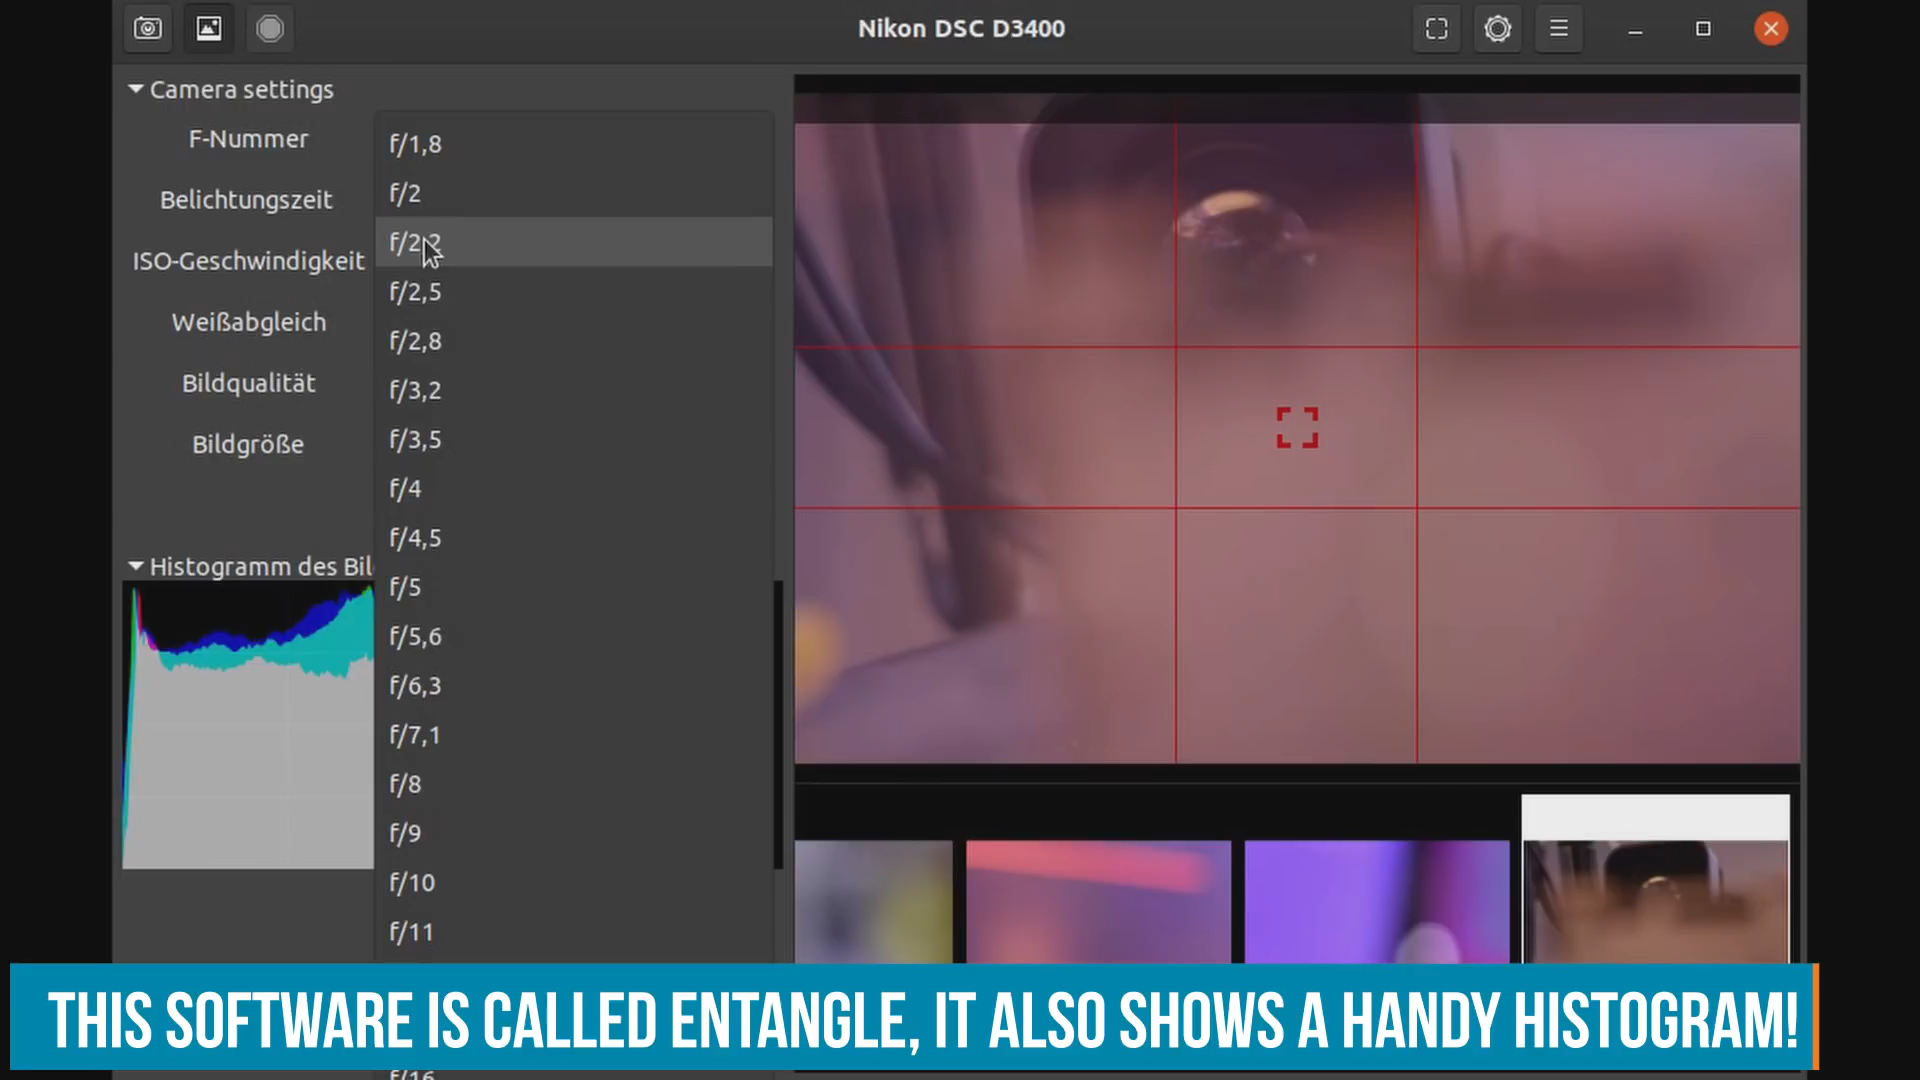 Nikon DSC D3400
Camera settings
F-Nummer
Belichtungszeit
ISO-Geschwindigkeit
Weißabgleich
Bildqualität
Bildgröße
f/1,8
f/2
f/2,2
f/2,5
f/2,8
f/3,2
f/3,5
f/4
f/4,5
f/5
f/5,6
f/6,3
f/7,1
f/8
f/9
f/10
f/11
f/16
Histogramm des Bil
THIS SOFTWARE IS CALLED ENTANGLE, IT ALSO SHOWS A HANDY HISTOGRAM!